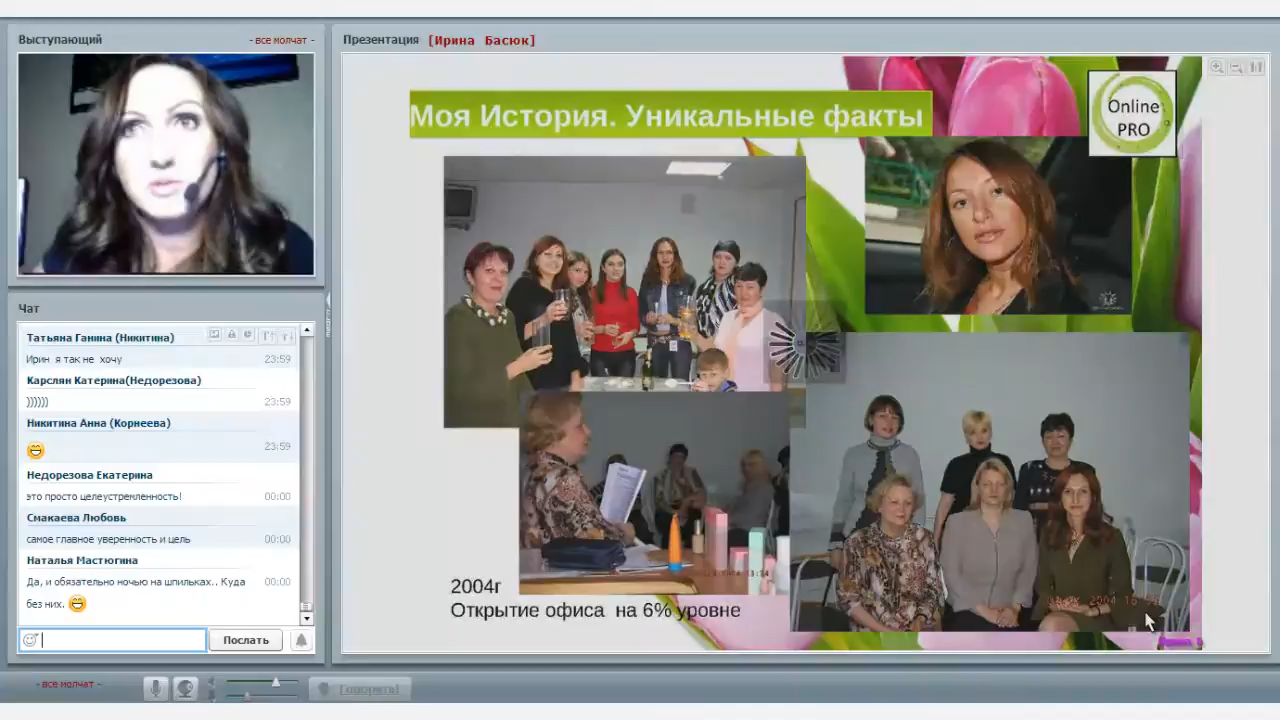 Выступающий
- все молчат -
Чат
Татьяна Ганина (Никитина)
Ирин я так не хочу
23:59
Карслян Катерина(Недорезова)
))))))
23:59
Никитина Анна (Корнеева)
23:59
Недорезова Екатерина
это просто целеустремленность!
00:00
Смакаева Любовь
самое главное уверенность и цель
00:00
Наталья Мастюгина
Да, и обязательно ночью на шпильках.. Куда
00:00
без них.
Послать
- все молчат -
Презентация [Ирина Басюк]
Моя История. Уникальные факты
Online
PRO
2004г
Открытие офиса на 6% уровне